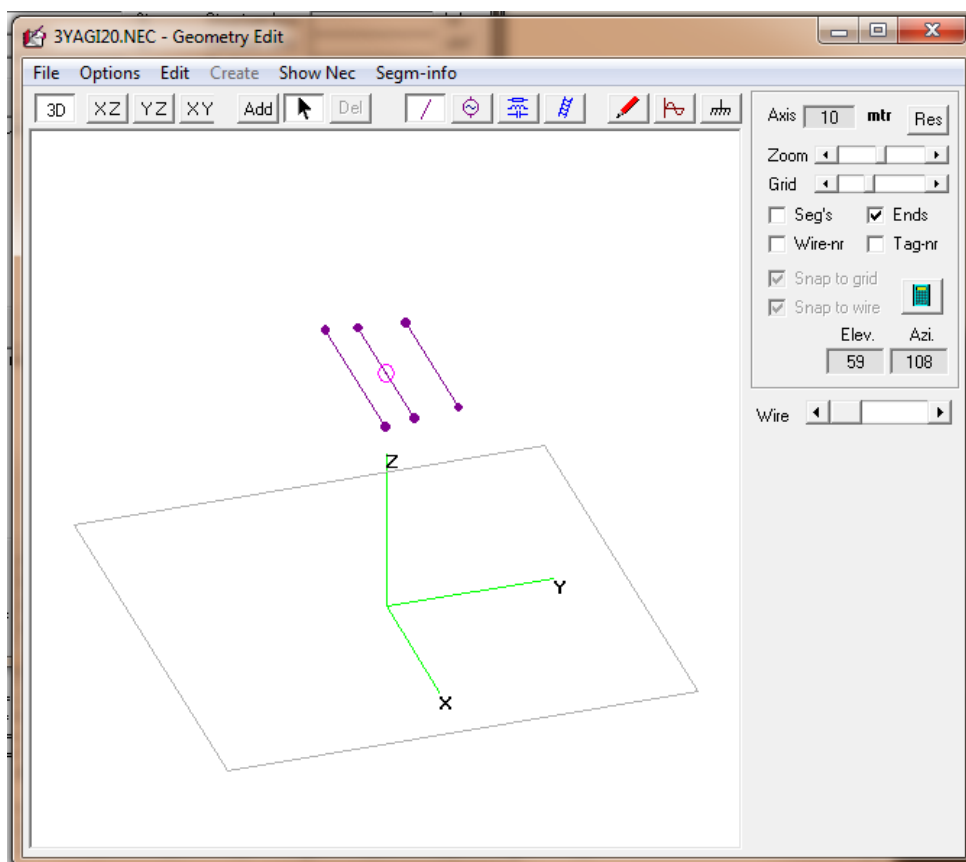 3YAGI20.NEC - Geometry Edit
File Options Edit Create Show Nec Segm-info
3D XZ YZ XY Add Del
Axis 10 mtr Res
Zoom
Grid
Seg's Ends
Wire-nr Tag-nr
Snap to grid
Snap to wire
Elev. Azi.
59 108
Wire
Z
Y
X